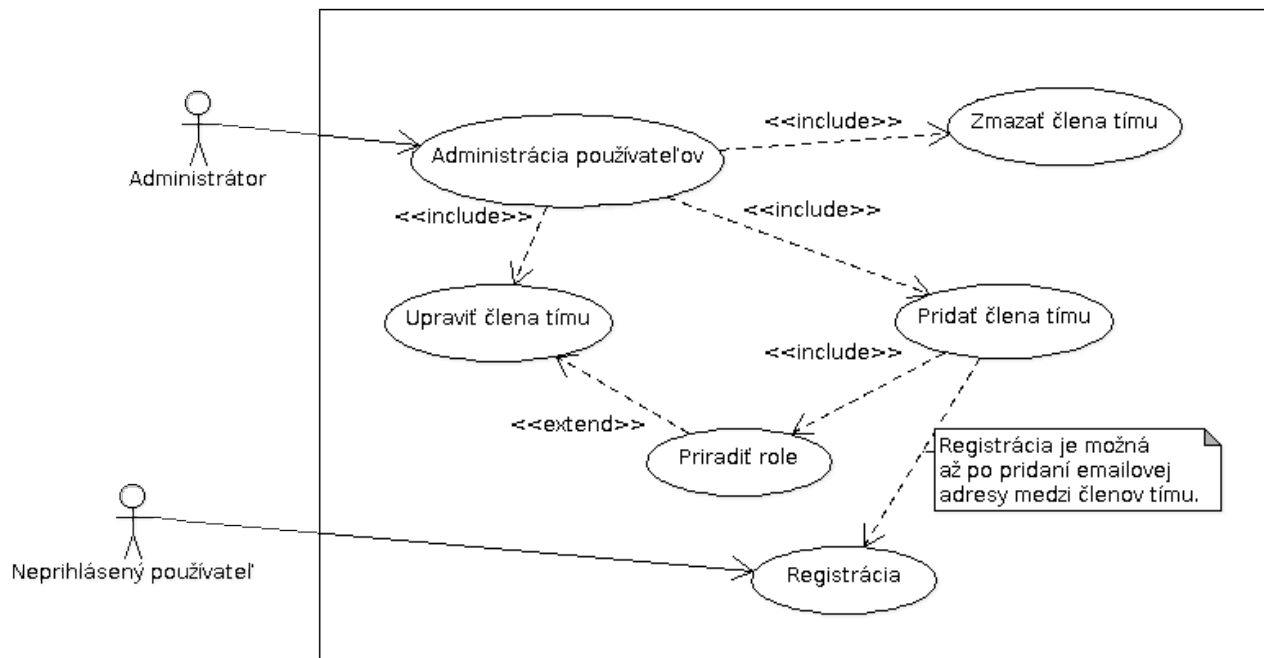 <<include>>
Zmazať člena tímu
Administrácia používateľov
Administrátor
<<include>>
<<include>>
Upraviť člena tímu
Pridať člena tímu
<<include>>
<<extend>>
Priradiť role
Registrácia je možná
až po pridaní emailovej
adresy medzi členov tímu.
Neprihlásený používateľ
Registrácia